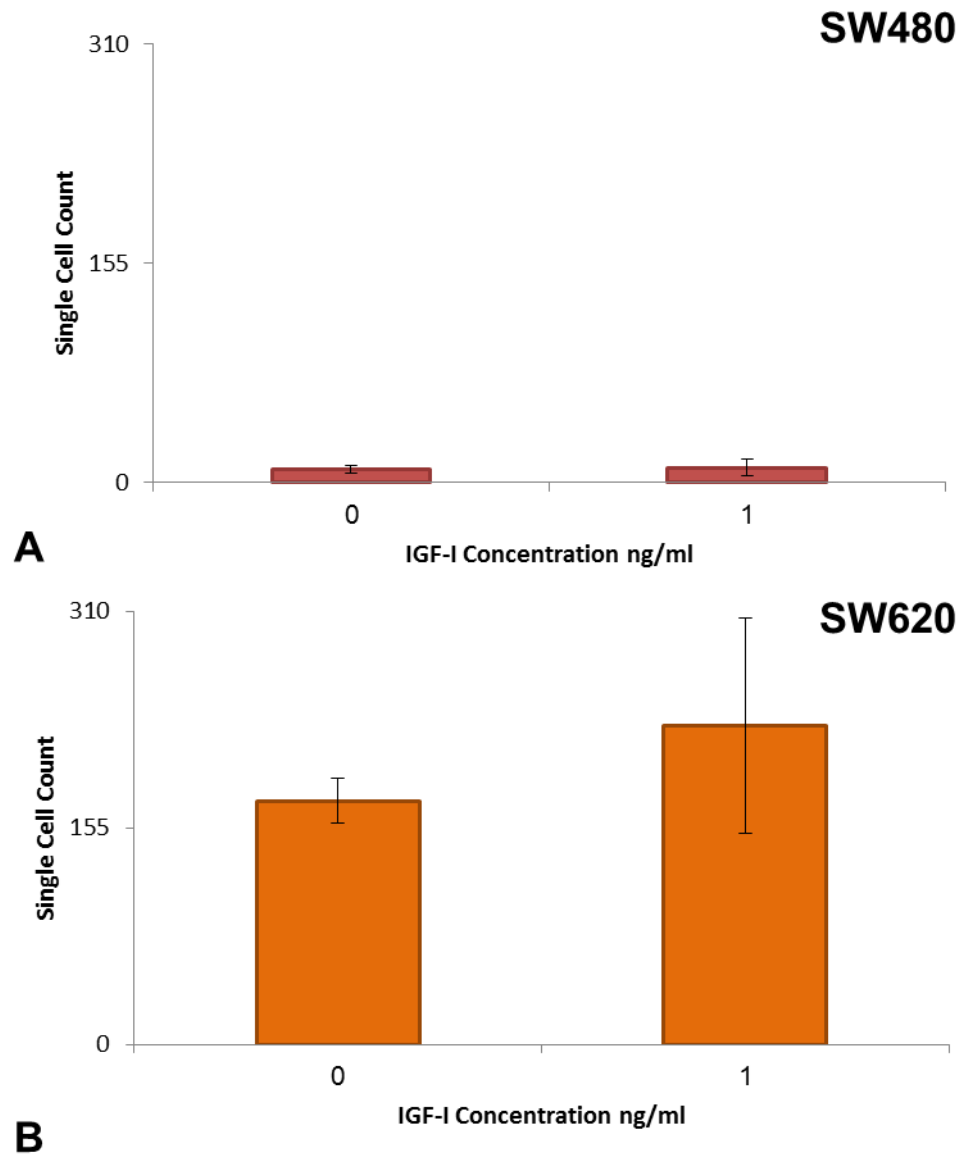 SW480
310
155
0
Single Cell Count
0 1
IGF-I Concentration ng/ml
A
SW620
310
155
0
Single Cell Count
0 1
IGF-I Concentration ng/ml
B